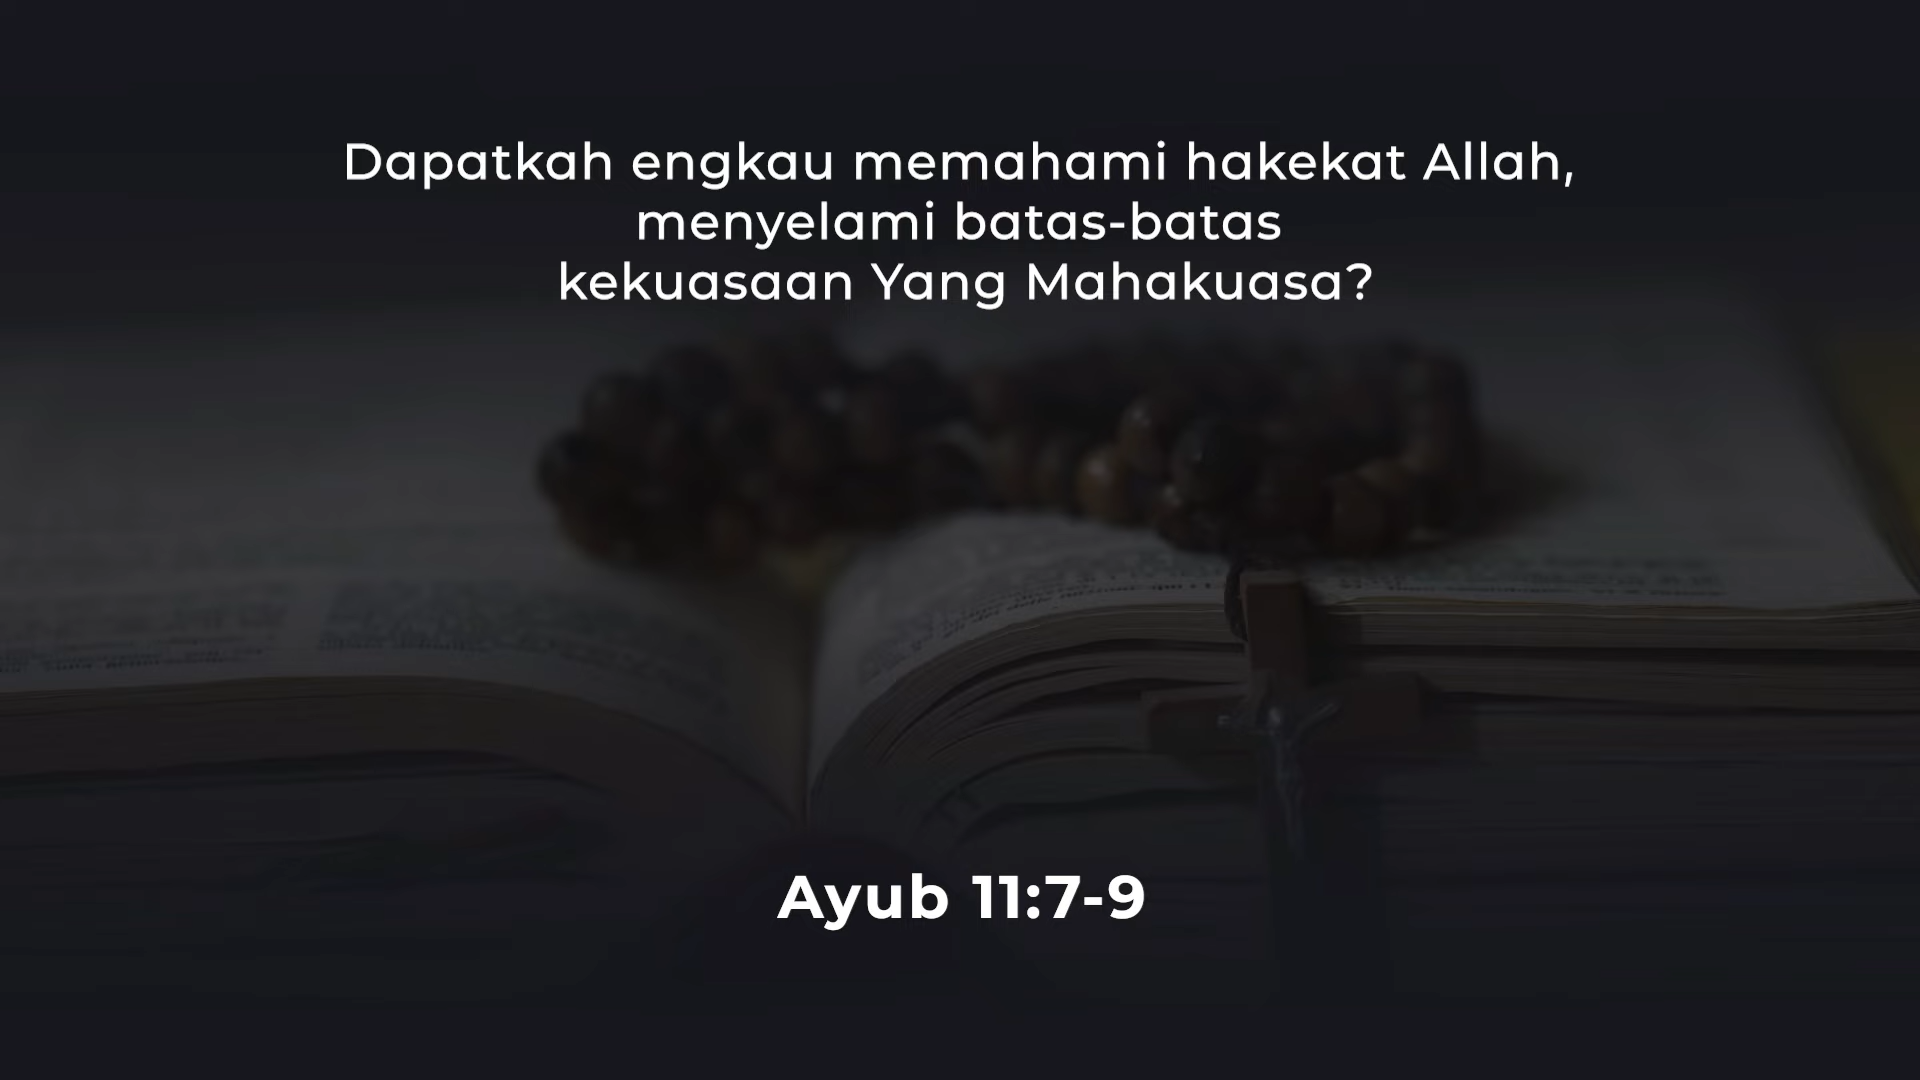 Dapatkah engkau memahami hakekat Allah,
menyelami batas-batas
kekuasaan Yang Mahakuasa?
Ayub 11:7-9